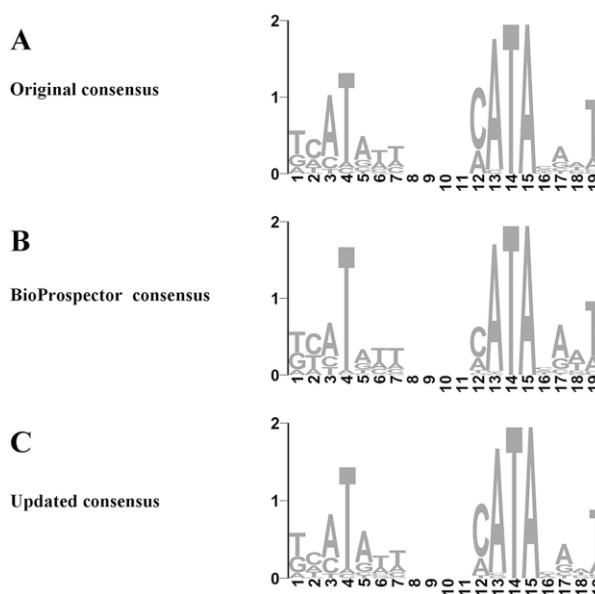 A
Original consensus
2
1
0
T C A T A T T C A T A A T
G A C A G T T A
1 2 3 4 5 6 7 8 9 10 11 12 13 14 15 16 17 18 19
B
BioProspector consensus
2
1
0
T C A T A T T C A T A A A T
G T C A
1 2 3 4 5 6 7 8 9 10 11 12 13 14 15 16 17 18 19
C
Updated consensus
2
1
0
T C A T A T T C A T A A T
G A
1 2 3 4 5 6 7 8 9 10 11 12 13 14 15 16 17 18 19